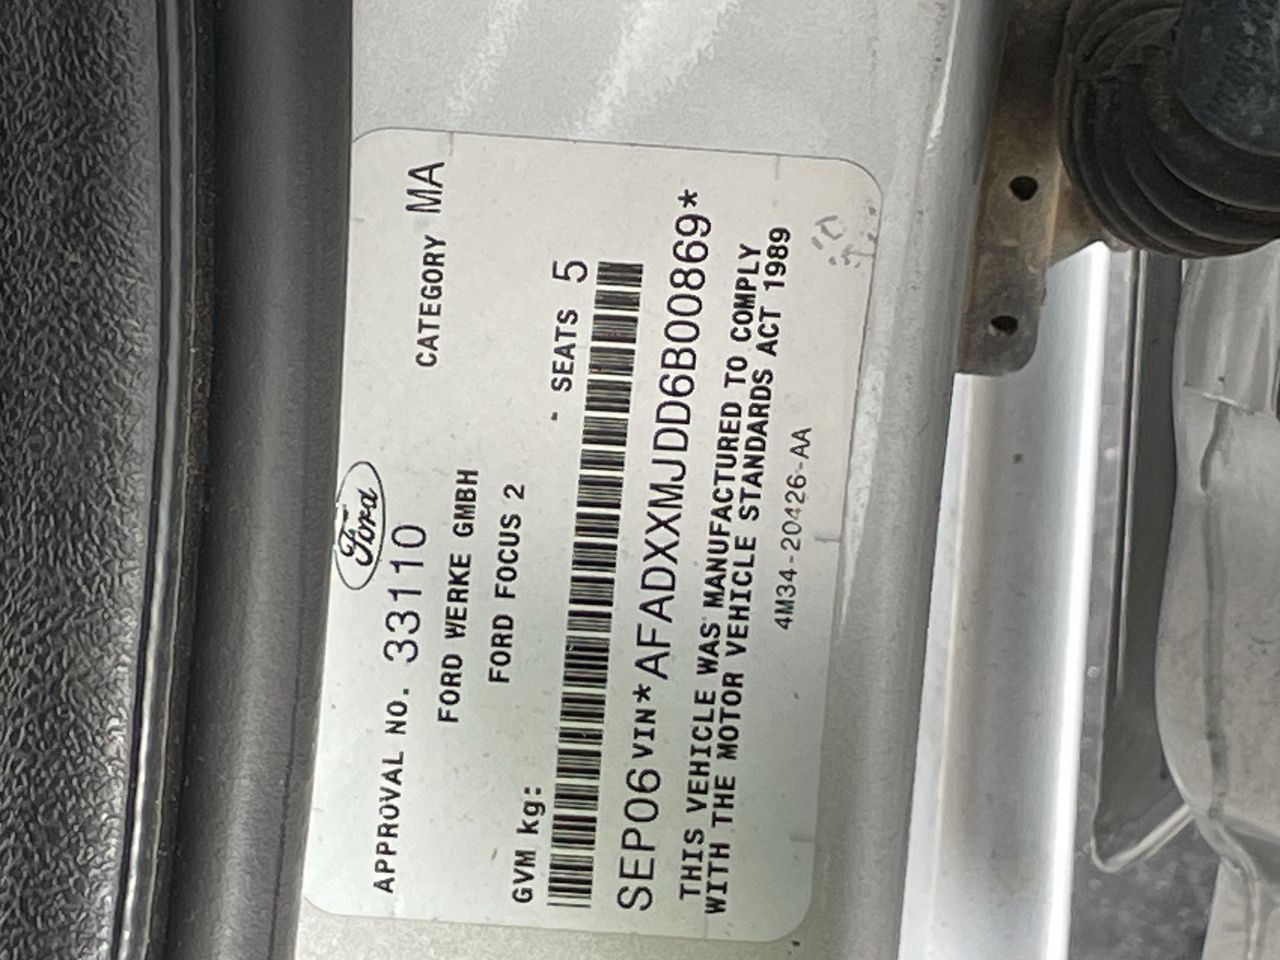 Ford
APPROVAL NO. 33110 CATEGORY MA
FORD WERKE GMBH
FORD FOCUS 2
GVM kg: - SEATS 5
SEP06 VIN*AFADXXMJDD6B00869*
THIS VEHICLE WAS MANUFACTURED TO COMPLY
WITH THE MOTOR VEHICLE STANDARDS ACT 1989
4M34-20426-AA